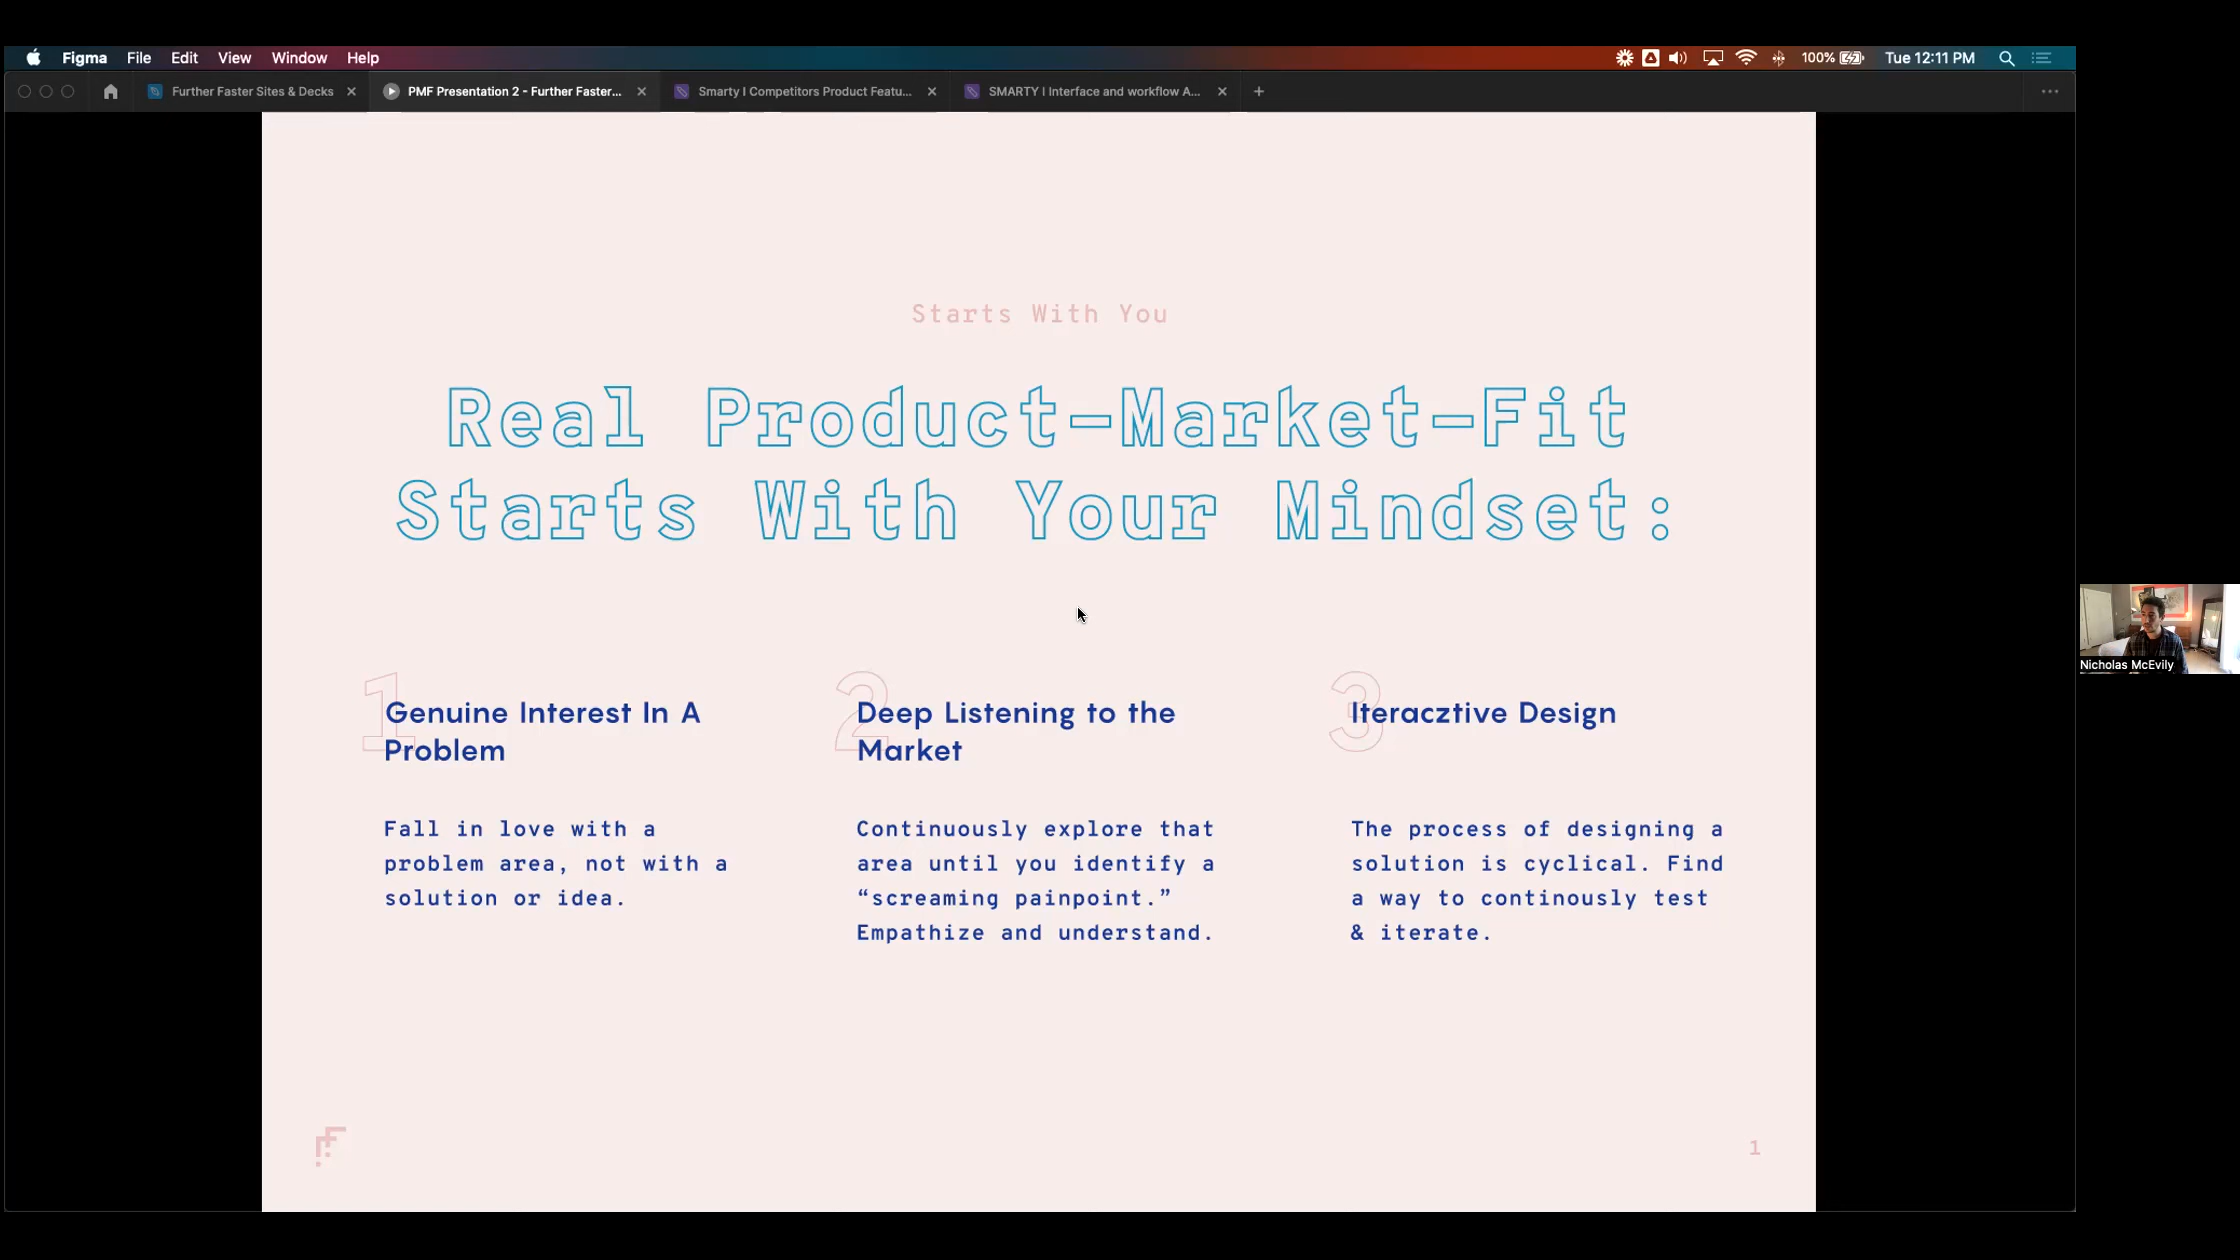 Figma File Edit View Window Help 100% Tue 12:11 PM
Further Faster Sites & Decks PMF Presentation 2 - Further Faster... Smarty I Competitors Product Featu... SMARTY I Interface and workflow A...
Starts With You
Real Product-Market-Fit
Starts With Your Mindset:
1
Genuine Interest In A
Problem
Fall in love with a
problem area, not with a
solution or idea.
2
Deep Listening to the
Market
Continuously explore that
area until you identify a
“screaming painpoint.”
Empathize and understand.
3
Iteracztive Design
The process of designing a
solution is cyclical. Find
a way to continously test
& iterate.
Nicholas McEvily
1